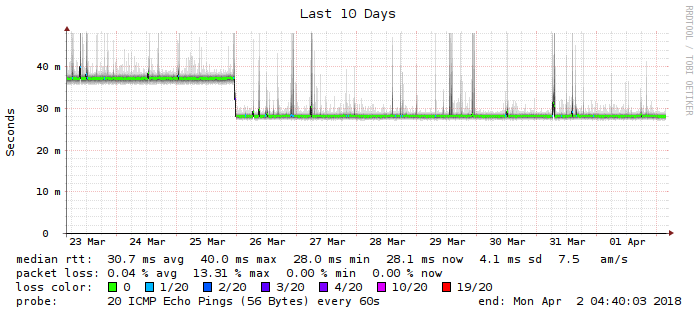 Last 10 Days
RRDTOOL / TOBI OETIKER
Seconds
40 m
30 m
20 m
10 m
0
23 Mar 24 Mar 25 Mar 26 Mar 27 Mar 28 Mar 29 Mar 30 Mar 31 Mar 01 Apr
median rtt: 30.7 ms avg 40.0 ms max 28.0 ms min 28.1 ms now 4.1 ms sd 7.5 am/s
packet loss: 0.04 % avg 13.31 % max 0.00 % min 0.00 % now
loss color: 0 1/20 2/20 3/20 4/20 10/20 19/20
probe: 20 ICMP Echo Pings (56 Bytes) every 60s end: Mon Apr 2 04:40:03 2018